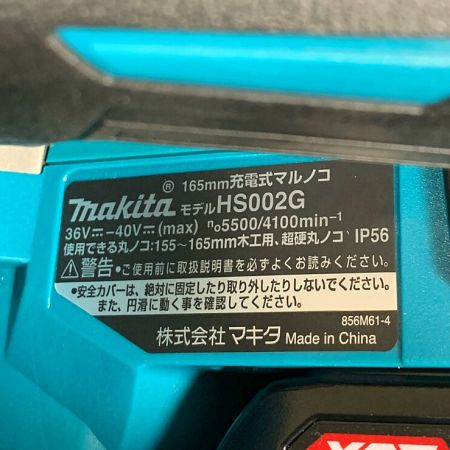 165mm充電式マルノコ
makita® モデルHS002G
36V⎓-40V⎓(max) n₀5500/4100min⁻¹
使用できる丸ノコ:155~165mm木工用、超硬丸ノコ IP56
⚠警告・ご使用前に取扱説明書を必ずよくお読みください。
•安全カバーは、絶対に固定したり取り外したりしないでください。
また、円滑に動く事を確認してください。
856M61-4
株式会社マキタ Made in China